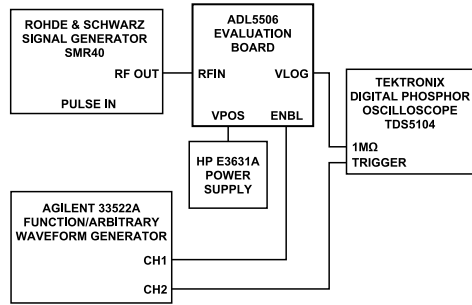 ROHDE & SCHWARZ
SIGNAL GENERATOR
SMR40
RF OUT
PULSE IN
ADL5506
EVALUATION
BOARD
RFIN
VLOG
VPOS
ENBL
HP E3631A
POWER
SUPPLY
TEKTRONIX
DIGITAL PHOSPHOR
OSCILLOSCOPE
TDS5104
1MΩ
TRIGGER
AGILENT 33522A
FUNCTION/ARBITRARY
WAVEFORM GENERATOR
CH1
CH2